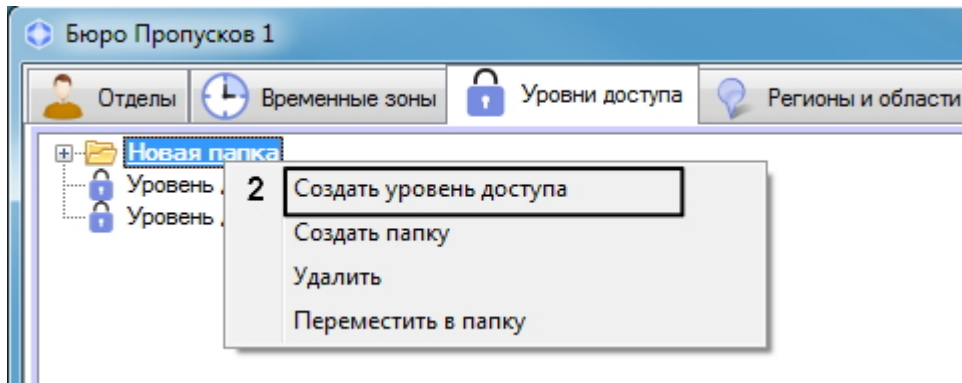 Бюро Пропусков 1
Отделы Временные зоны Уровни доступа Регионы и области
Новая папка
Уровень
2 Создать уровень доступа
Уровень
Создать папку
Удалить
Переместить в папку